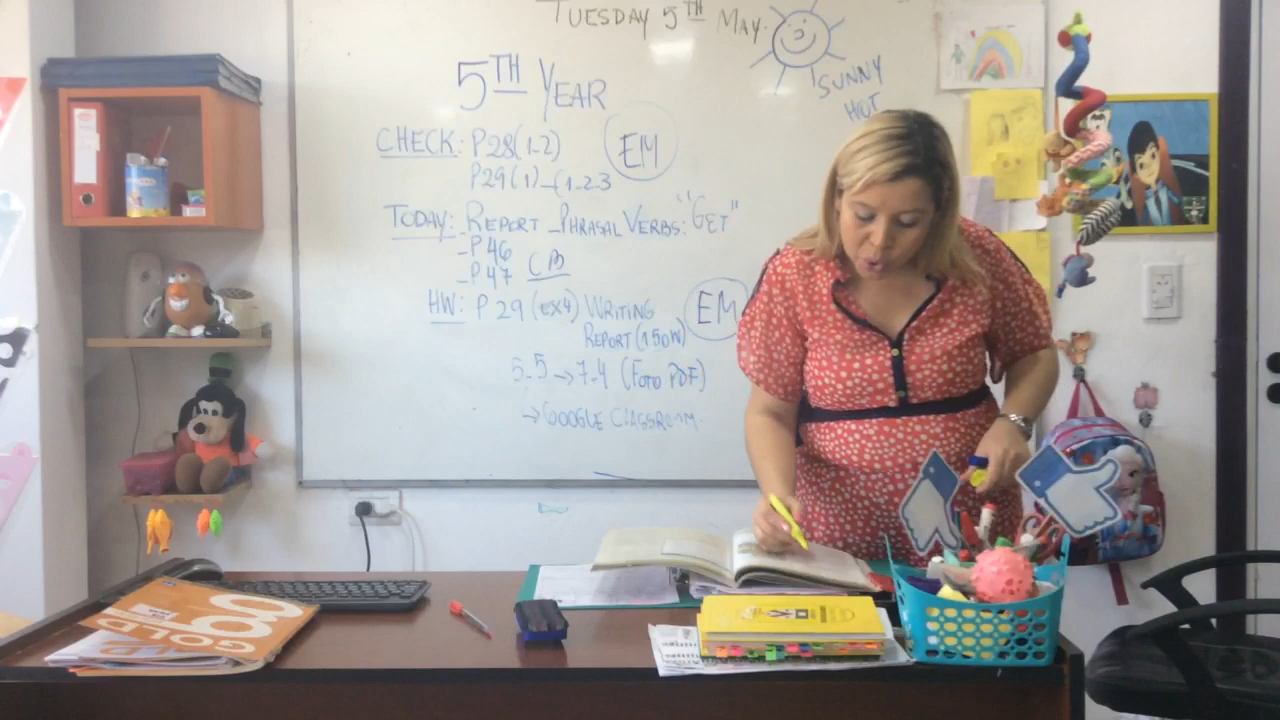 TUESDAY 5TH MAY.
SUNNY
HOT
5TH YEAR
CHECK: P28(1-2)
P29(1)-(1-2-3
EM
TODAY: -REPORT -PHRASAL VERBS: "GET"
-P46
-P47 CB
HW: P 29 (ex4) WRITING
REPORT (150W)
EM
5-5 → 7-4 (FOTO PDF)
→ GOOGLE CLASSROOM.
GOLD